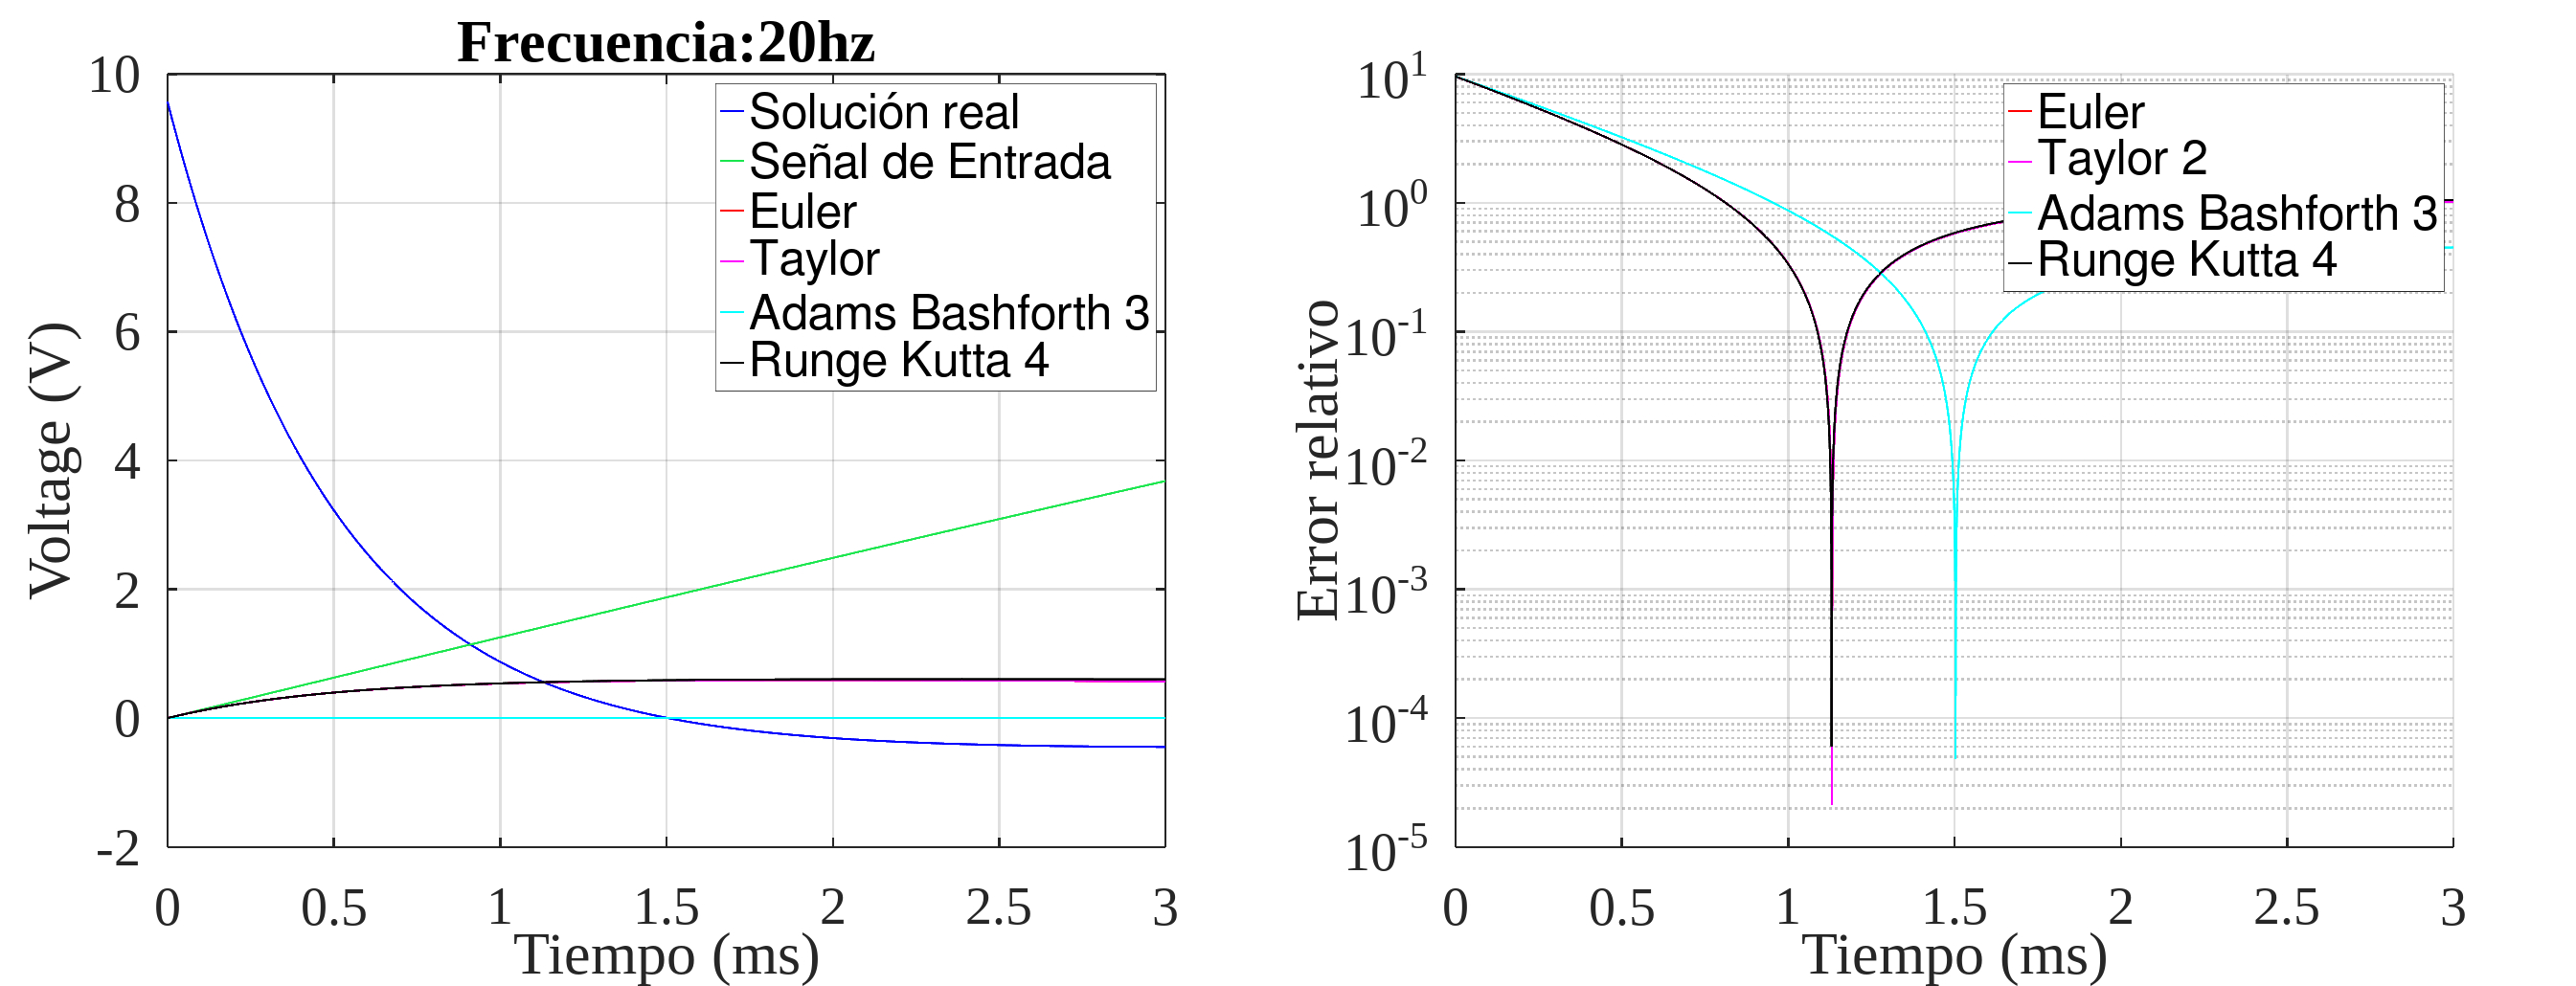 Frecuencia:20hz
10
8
6
4
2
0
-2
Voltage (V)
0 0.5 1 1.5 2 2.5 3
Tiempo (ms)
Solución real
Señal de Entrada
Euler
Taylor
Adams Bashforth 3
Runge Kutta 4
10^1
10^0
10^-1
10^-2
10^-3
10^-4
10^-5
Error relativo
0 0.5 1 1.5 2 2.5 3
Tiempo (ms)
Euler
Taylor 2
Adams Bashforth 3
Runge Kutta 4